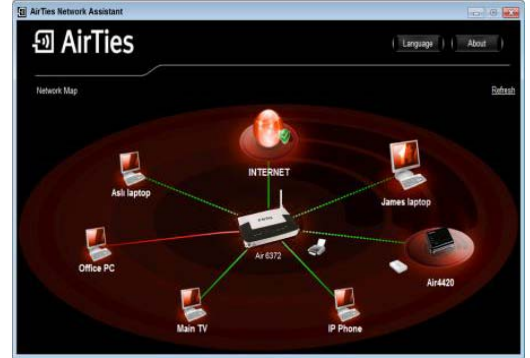 AirTies Network Assistant
AirTies
Language
About
Network Map
Refresh
INTERNET
Aslı laptop
James laptop
Air 6372
Office PC
Air4420
Main TV
IP Phone